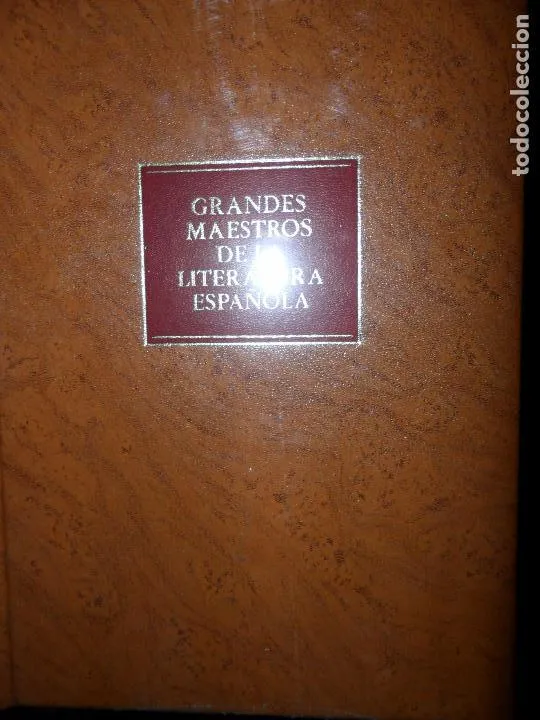 GRANDES
MAESTROS
DE
LITERATURA
ESPAÑOLA
todocoleccion